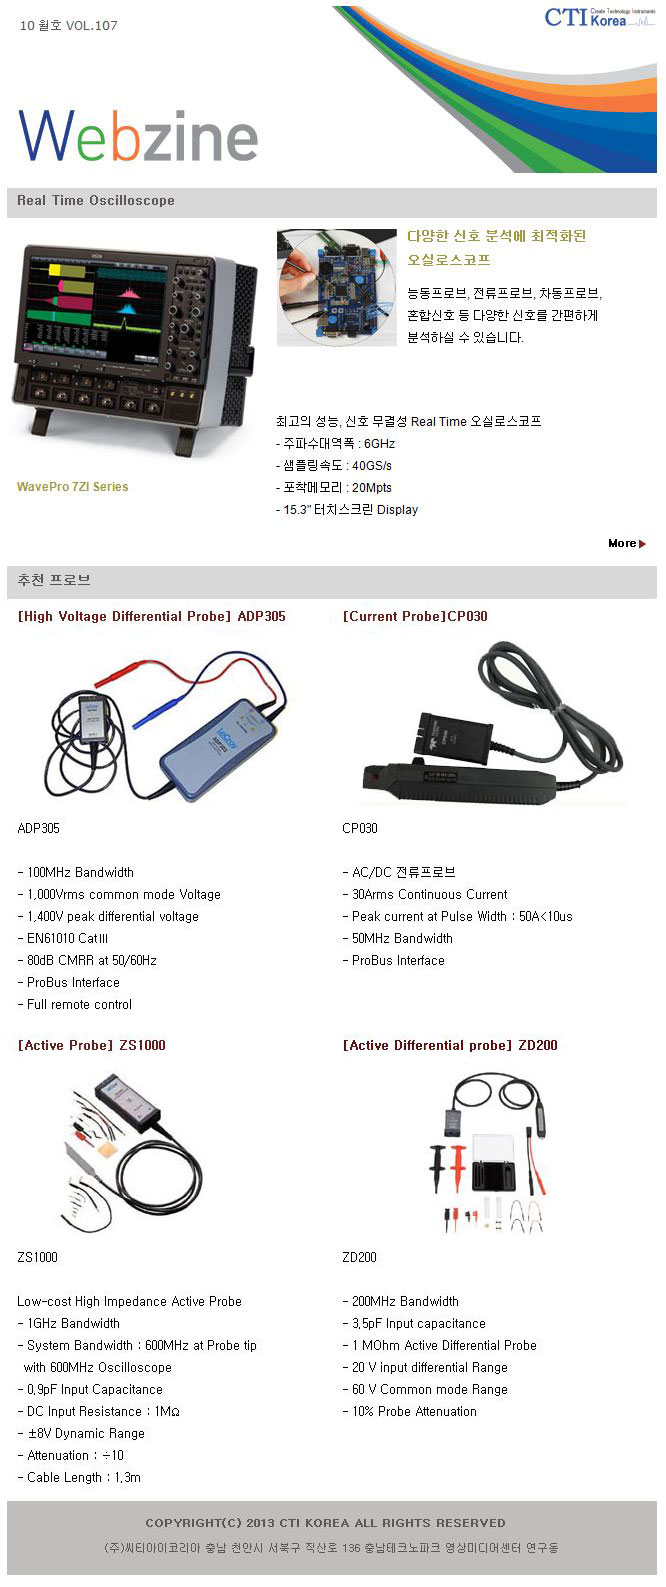 10 월호 VOL.107
CTI Create Technology Instruments
Korea
Webzine
Real Time Oscilloscope
다양한 신호 분석에 최적화된
오실로스코프
능동프로브, 전류프로브, 차동프로브,
혼합신호 등 다양한 신호를 간편하게
분석하실 수 있습니다.
최고의 성능, 신호 무결성 Real Time 오실로스코프
- 주파수대역폭 : 6GHz
- 샘플링속도 : 40GS/s
- 포착메모리 : 20Mpts
- 15.3" 터치스크린 Display
WavePro 7ZI Series
More
추천 프로브
[High Voltage Differential Probe] ADP305
LeCroy
ADP305
ADP305
- 100MHz Bandwidth
- 1,000Vrms common mode Voltage
- 1,400V peak differential voltage
- EN61010 CatⅢ
- 80dB CMRR at 50/60Hz
- ProBus Interface
- Full remote control
[Current Probe]CP030
CP030
- AC/DC 전류프로브
- 30Arms Continuous Current
- Peak current at Pulse Width : 50A<10us
- 50MHz Bandwidth
- ProBus Interface
[Active Probe] ZS1000
ZS1000
Low-cost High Impedance Active Probe
- 1GHz Bandwidth
- System Bandwidth : 600MHz at Probe tip
with 600MHz Oscilloscope
- 0.9pF Input Capacitance
- DC Input Resistance : 1MΩ
- ±8V Dynamic Range
- Attenuation : ÷10
- Cable Length : 1.3m
[Active Differential probe] ZD200
ZD200
- 200MHz Bandwidth
- 3.5pF Input capacitance
- 1 MOhm Active Differential Probe
- 20 V input differential Range
- 60 V Common mode Range
- 10% Probe Attenuation
COPYRIGHT(C) 2013 CTI KOREA ALL RIGHTS RESERVED
(주)씨티아이코리아 충남 천안시 서북구 직산로 136 충남테크노파크 영상미디어센터 연구동